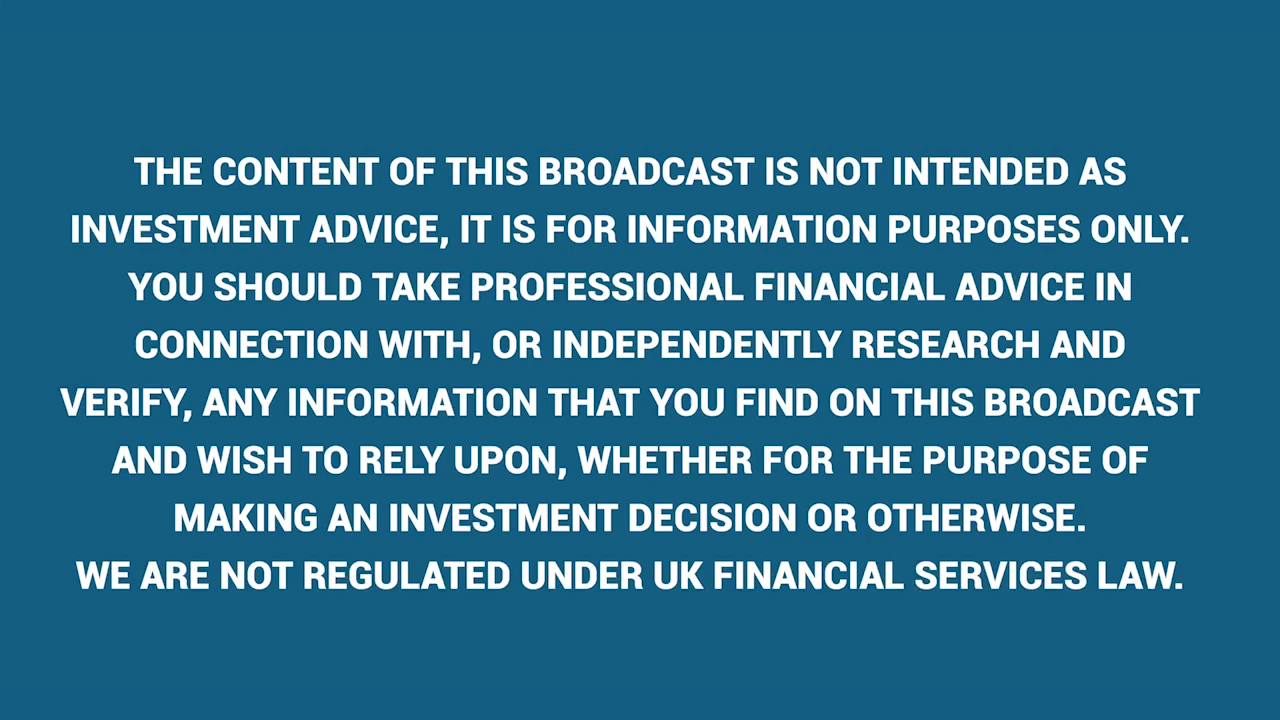 THE CONTENT OF THIS BROADCAST IS NOT INTENDED AS
INVESTMENT ADVICE, IT IS FOR INFORMATION PURPOSES ONLY.
YOU SHOULD TAKE PROFESSIONAL FINANCIAL ADVICE IN
CONNECTION WITH, OR INDEPENDENTLY RESEARCH AND
VERIFY, ANY INFORMATION THAT YOU FIND ON THIS BROADCAST
AND WISH TO RELY UPON, WHETHER FOR THE PURPOSE OF
MAKING AN INVESTMENT DECISION OR OTHERWISE.
WE ARE NOT REGULATED UNDER UK FINANCIAL SERVICES LAW.